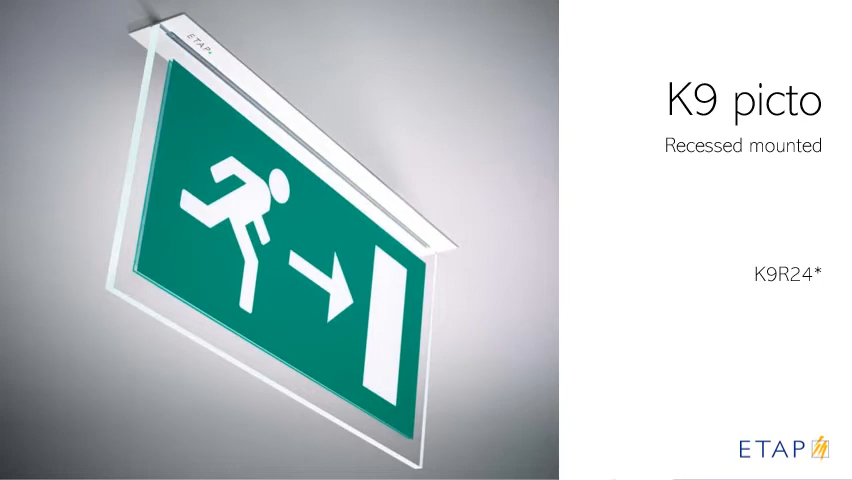 ETAP
K9 picto
Recessed mounted
K9R24*
ETAP